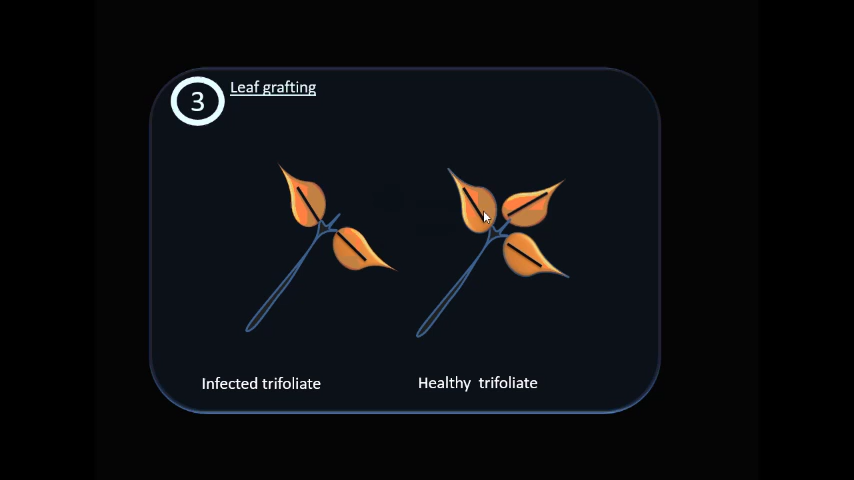 3
Leaf grafting
Infected trifoliate
Healthy trifoliate